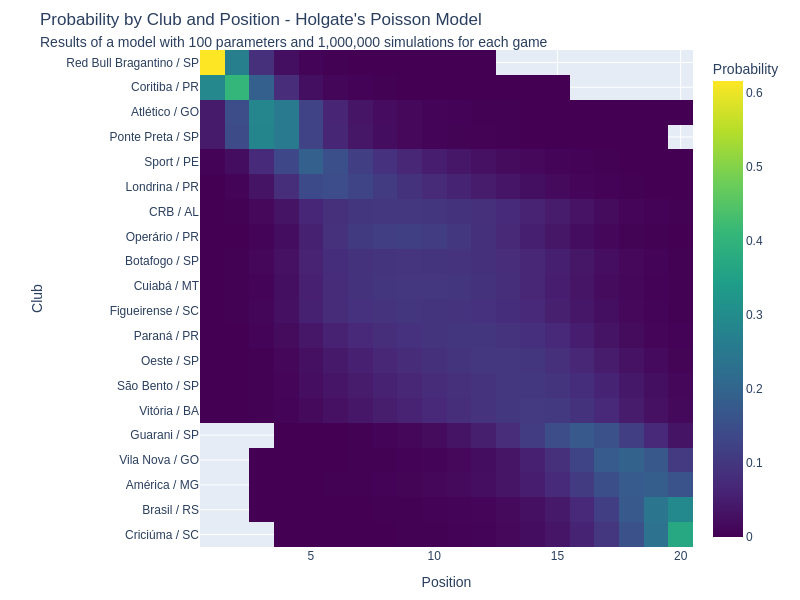 Probability by Club and Position - Holgate's Poisson Model
Results of a model with 100 parameters and 1,000,000 simulations for each game
Probability
Red Bull Bragantino / SP
Coritiba / PR
Atlético / GO
Ponte Preta / SP
Sport / PE
Londrina / PR
CRB / AL
Operário / PR
Botafogo / SP
Cuiabá / MT
Figueirense / SC
Paraná / PR
Oeste / SP
São Bento / SP
Vitória / BA
Guarani / SP
Vila Nova / GO
América / MG
Brasil / RS
Criciúma / SC
Club
5 10 15 20
Position
0.6
0.5
0.4
0.3
0.2
0.1
0